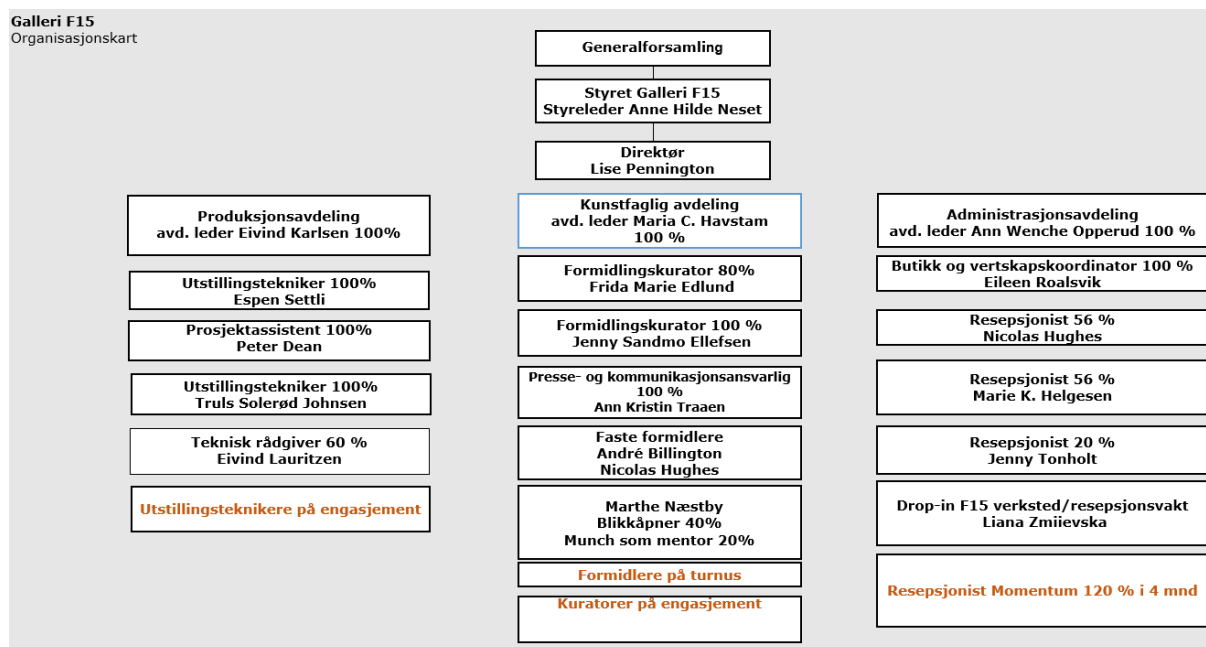 Galleri F15
Organisasjonskart
Generalforsamling
Styret Galleri F15
Styreleder Anne Hilde Neset
Direktør
Lise Pennington
Produksjonsavdeling
avd. leder Eivind Karlsen 100%
Utstillingstekniker 100%
Espen Settli
Prosjektassistent 100%
Peter Dean
Utstillingstekniker 100%
Truls Solerød Johnsen
Teknisk rådgiver 60 %
Eivind Lauritzen
Utstillingsteknikere på engasjement
Kunstfaglig avdeling
avd. leder Maria C. Havstam
100 %
Formidlingskurator 80%
Frida Marie Edlund
Formidlingskurator 100 %
Jenny Sandmo Ellefsen
Presse- og kommunikasjonsansvarlig
100 %
Ann Kristin Traaen
Faste formidlere
André Billington
Nicolas Hughes
Marthe Næstby
Blikkåpner 40%
Munch som mentor 20%
Formidlere på turnus
Kuratorer på engasjement
Administrasjonsavdeling
avd. leder Ann Wenche Opperud 100 %
Butikk og vertskapskoordinator 100 %
Eileen Roalsvik
Resepsjonist 56 %
Nicolas Hughes
Resepsjonist 56 %
Marie K. Helgesen
Resepsjonist 20 %
Jenny Tonholt
Drop-in F15 verksted/resepsjonsvakt
Liana Zmiievska
Resepsjonist Momentum 120 % i 4 mnd